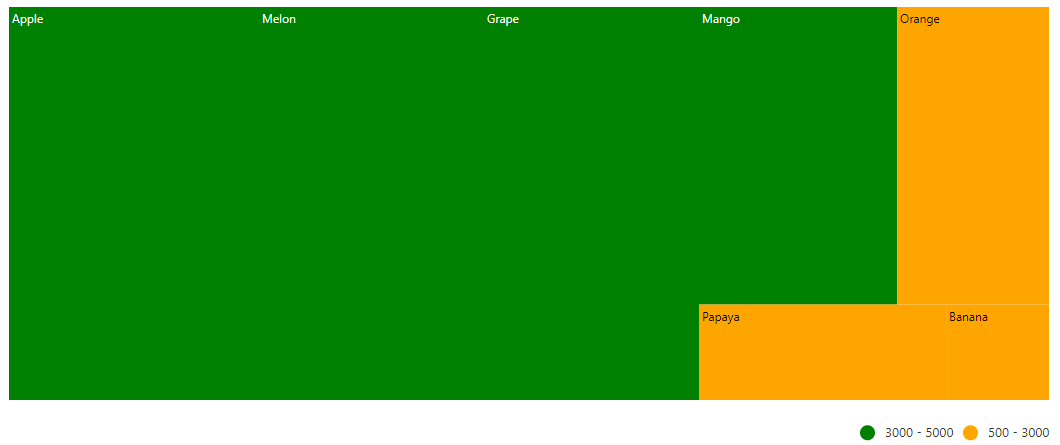 Apple
Melon
Grape
Mango
Orange
Papaya
Banana
3000 - 5000
500 - 3000